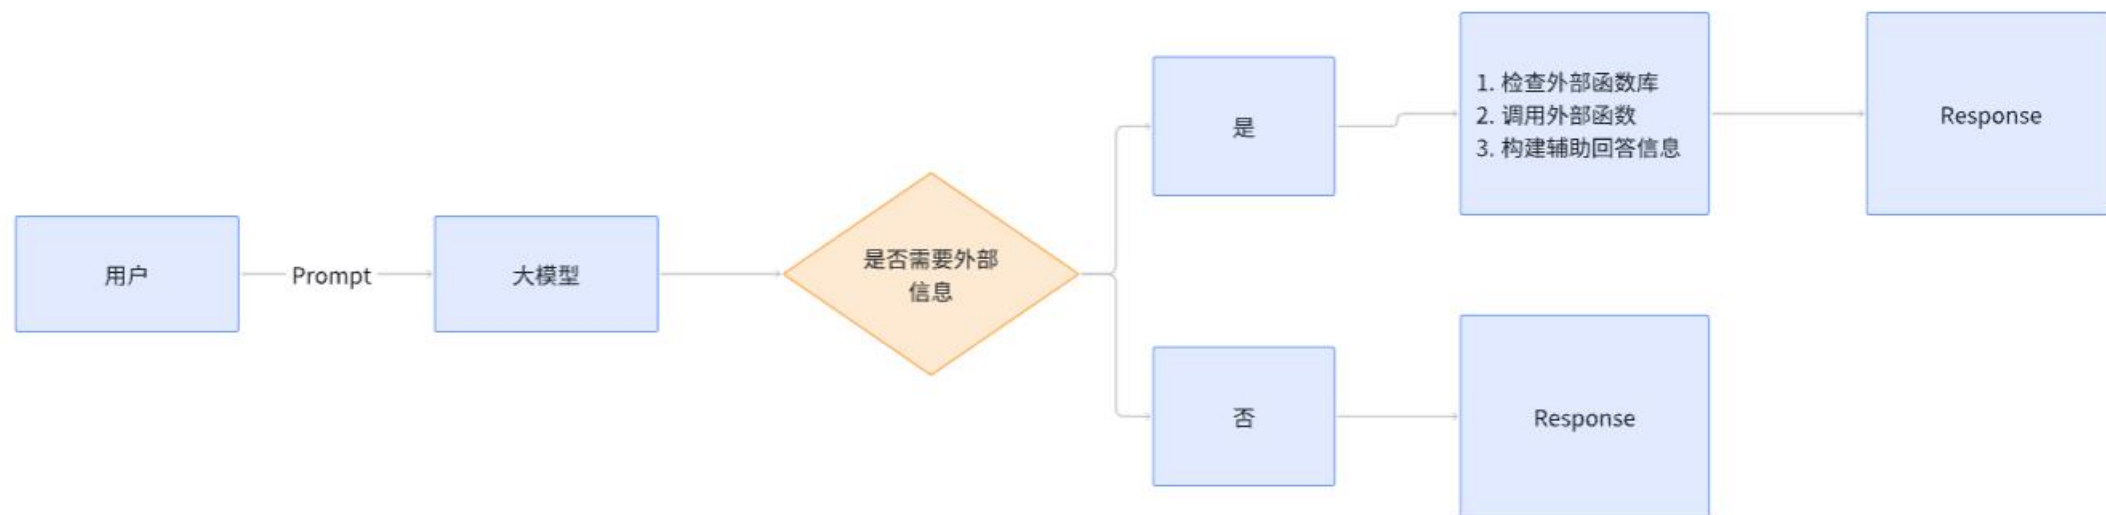 用户
Prompt
大模型
是否需要外部
信息
是
1. 检查外部函数库
2. 调用外部函数
3. 构建辅助回答信息
Response
否
Response